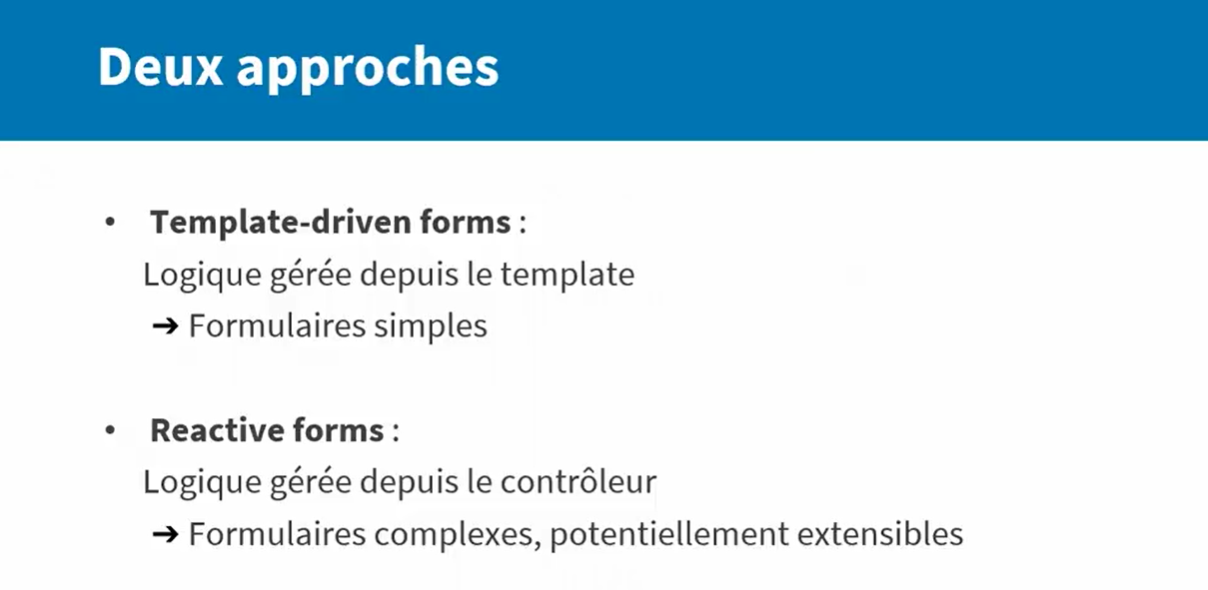 Deux approches
• Template-driven forms :
Logique gérée depuis le template
➔ Formulaires simples
• Reactive forms :
Logique gérée depuis le contrôleur
➔ Formulaires complexes, potentiellement extensibles